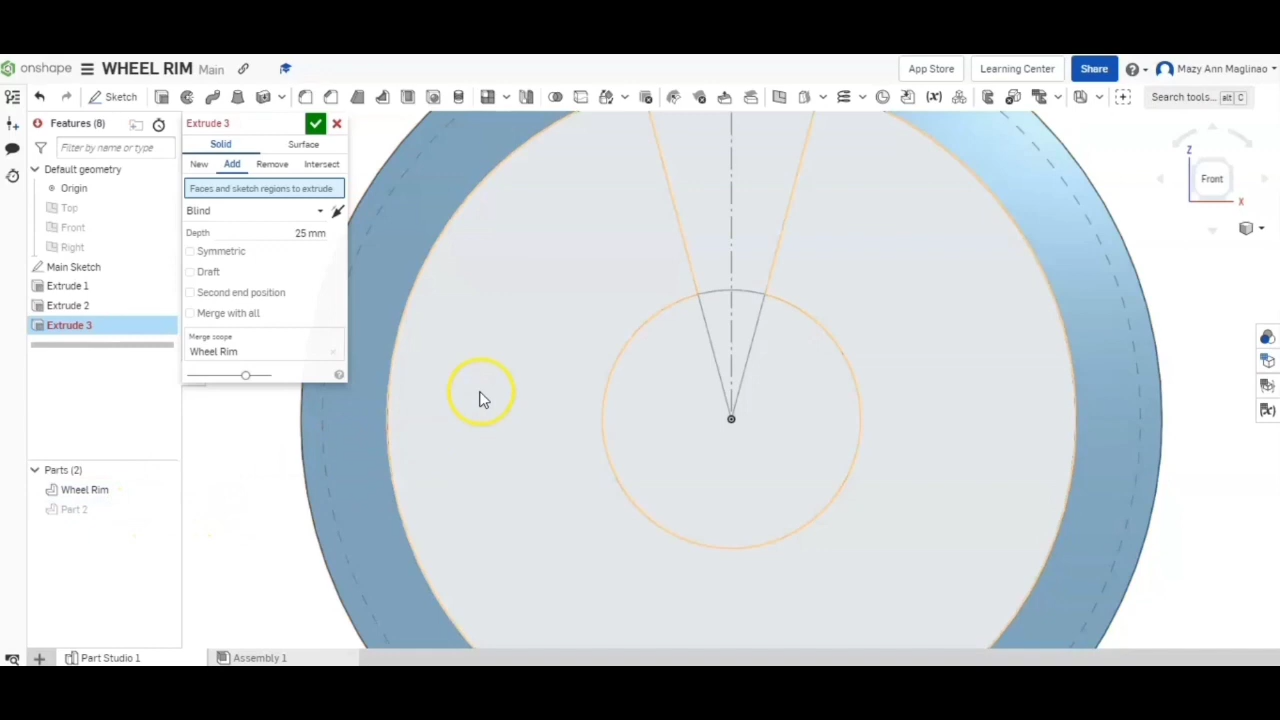 onshape WHEEL RIM Main App Store Learning Center Share Mazy Ann Maglinao
Sketch Search tools... alt C
Features (8)
Filter by name or type
Default geometry
Origin
Top
Front
Right
Main Sketch
Extrude 1
Extrude 2
Extrude 3
Parts (2)
Wheel Rim
Part 2
Extrude 3
Solid Surface
New Add Remove Intersect
Faces and sketch regions to extrude
Blind
Depth 25 mm
Symmetric
Draft
Second end position
Merge with all
Merge scope
Wheel Rim
Z
Front
X
Part Studio 1 Assembly 1